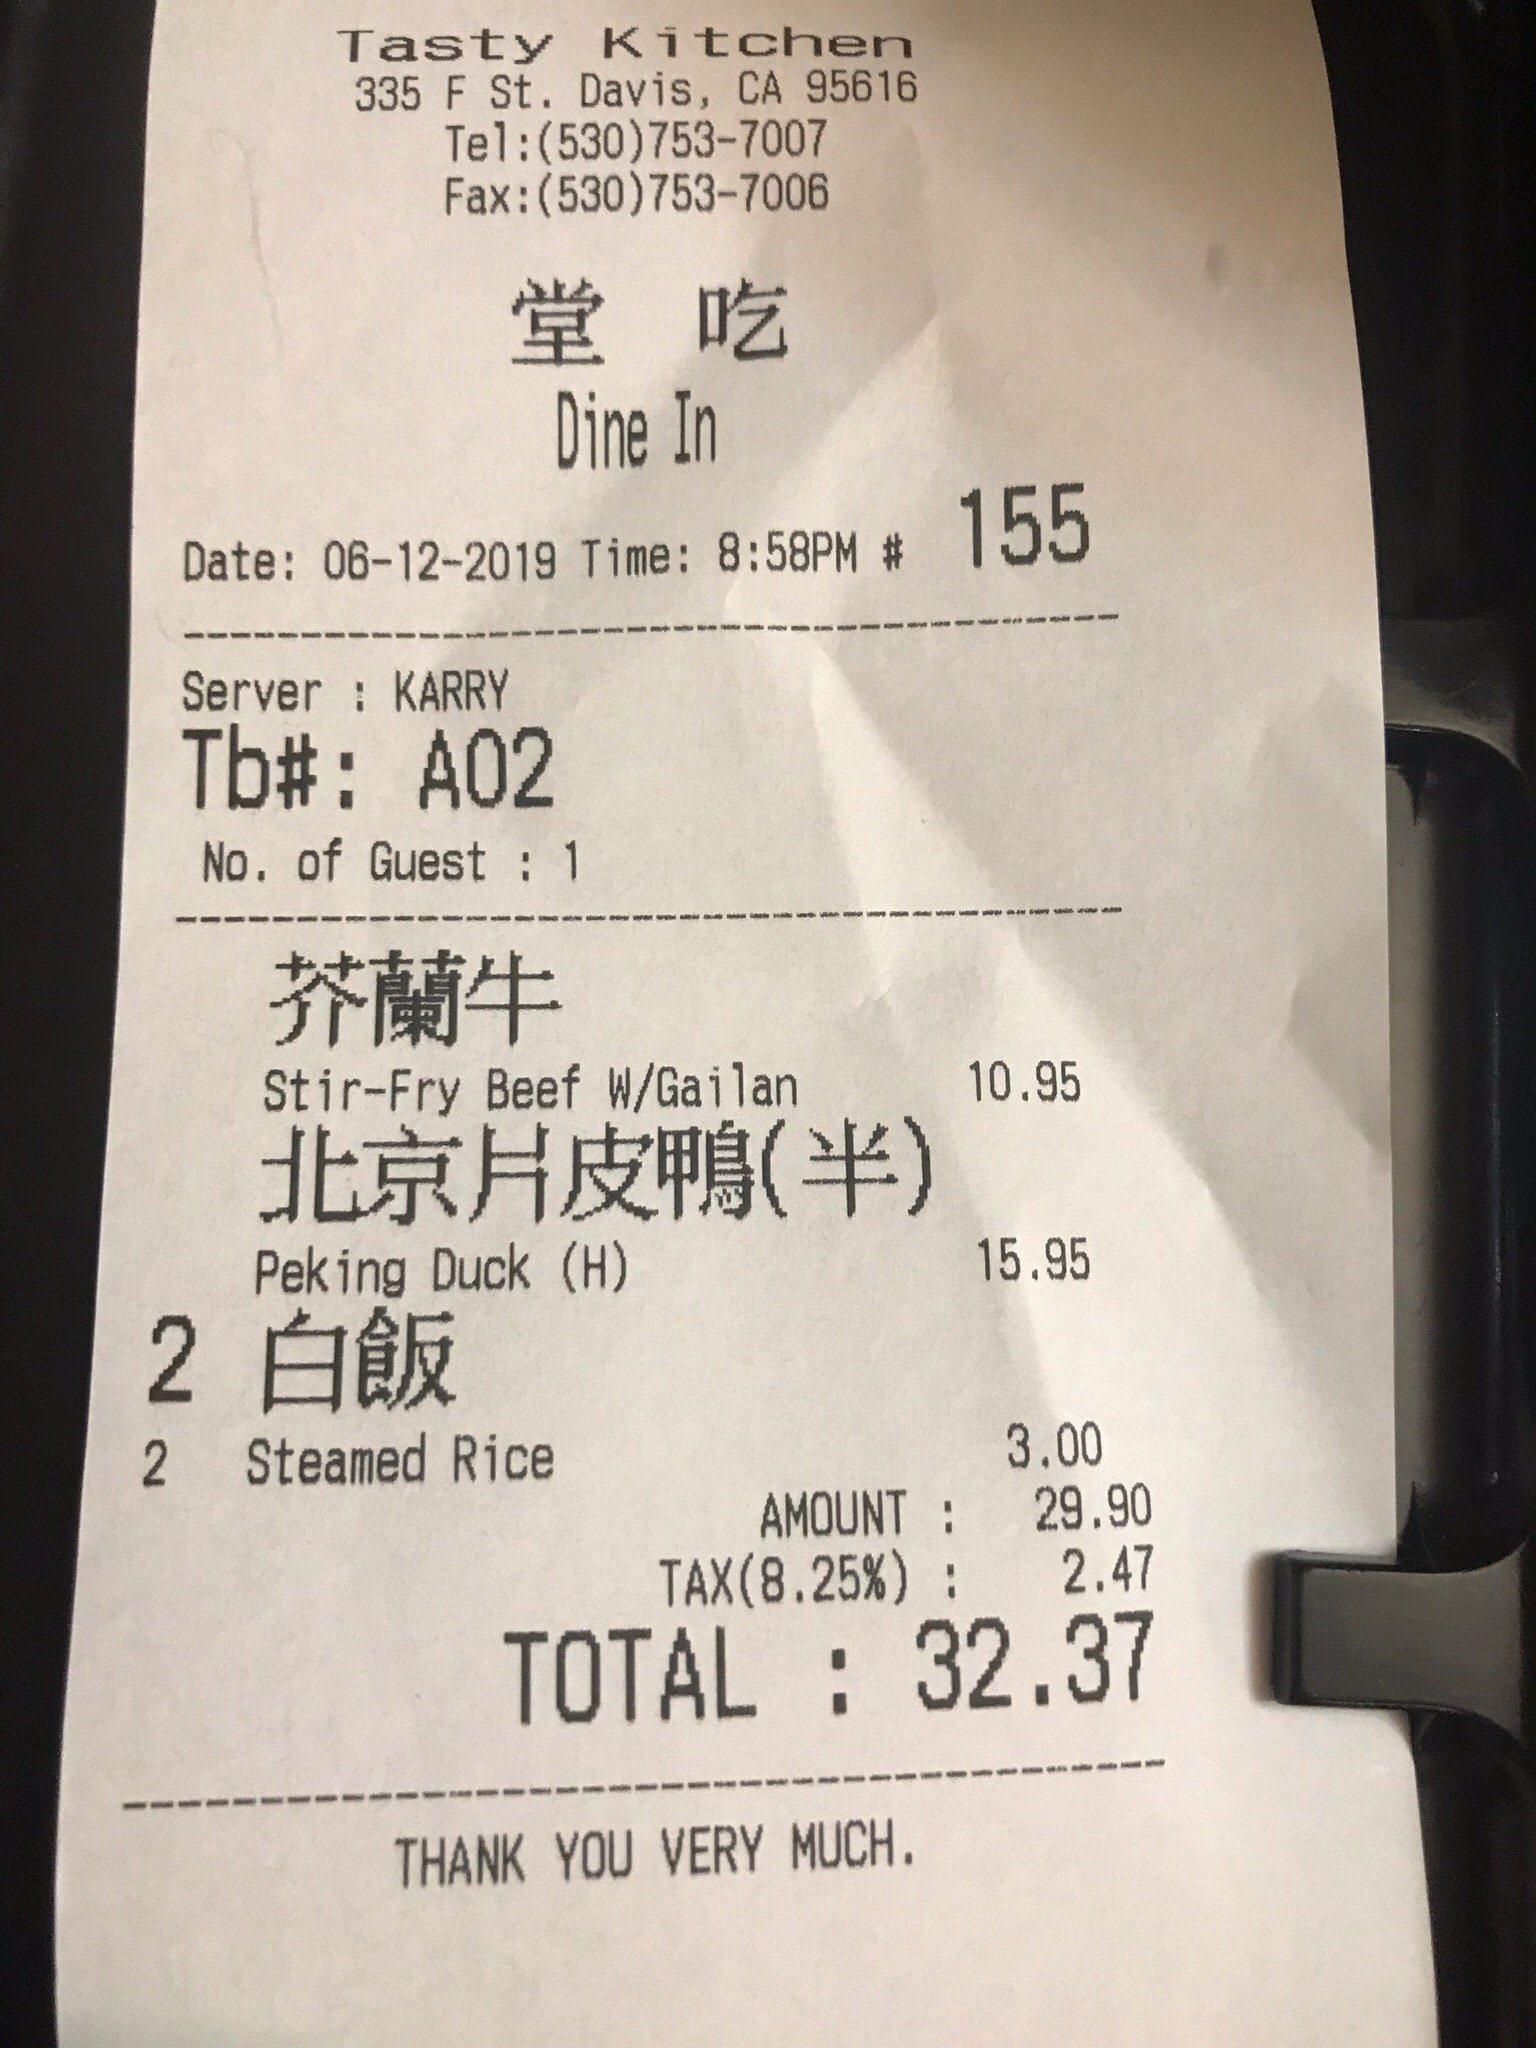 Tasty Kitchen
335 F St. Davis, CA 95616
Tel:(530)753-7007
Fax:(530)753-7006
堂 吃
Dine In
Date: 06-12-2019 Time: 8:58PM # 155
Server : KARRY
Tb#: A02
No. of Guest : 1
芥蘭牛
Stir-Fry Beef W/Gailan 10.95
北京片皮鴨(半)
Peking Duck (H) 15.95
2 白飯
2 Steamed Rice 3.00
AMOUNT : 29.90
TAX(8.25%) : 2.47
TOTAL : 32.37
THANK YOU VERY MUCH.